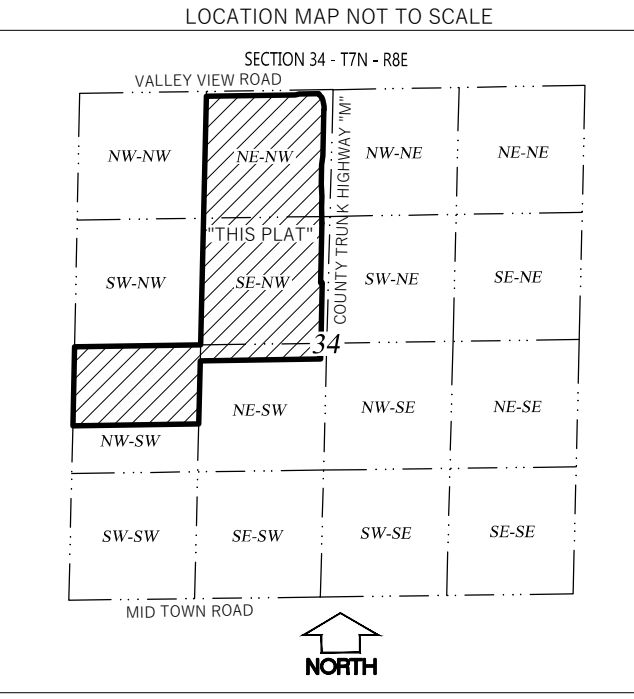 LOCATION MAP NOT TO SCALE
SECTION 34 - T7N - R8E
VALLEY VIEW ROAD
NW-NW
NE-NW
NW-NE
NE-NE
COUNTY TRUNK HIGHWAY "M"
"THIS PLAT"
SW-NW
SE-NW
SW-NE
SE-NE
34
NW-SW
NE-SW
NW-SE
NE-SE
SW-SW
SE-SW
SW-SE
SE-SE
MID TOWN ROAD
NORTH